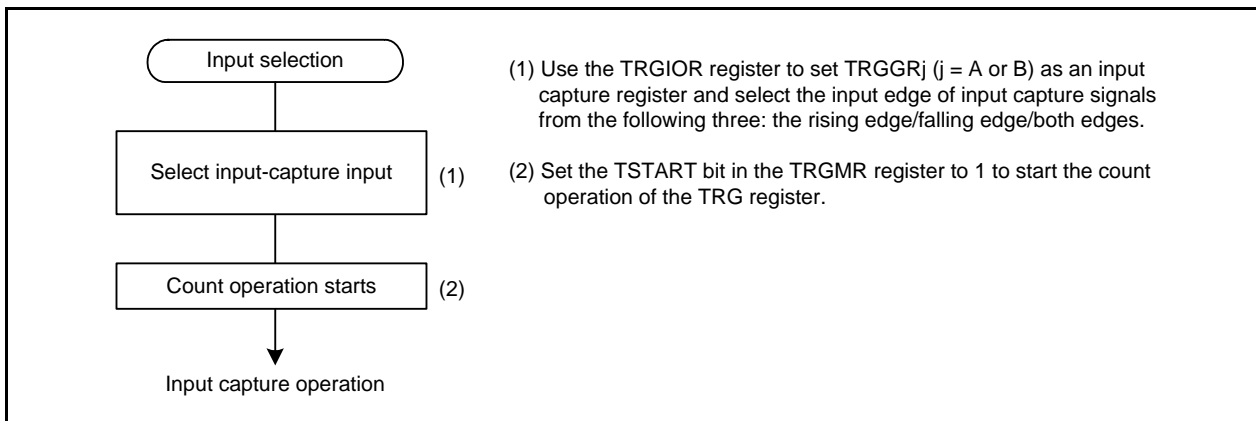 Input selection
Select input-capture input
(1)
Count operation starts
(2)
Input capture operation
(1) Use the TRGIOR register to set TRGGRj (j = A or B) as an input
capture register and select the input edge of input capture signals
from the following three: the rising edge/falling edge/both edges.
(2) Set the TSTART bit in the TRGMR register to 1 to start the count
operation of the TRG register.